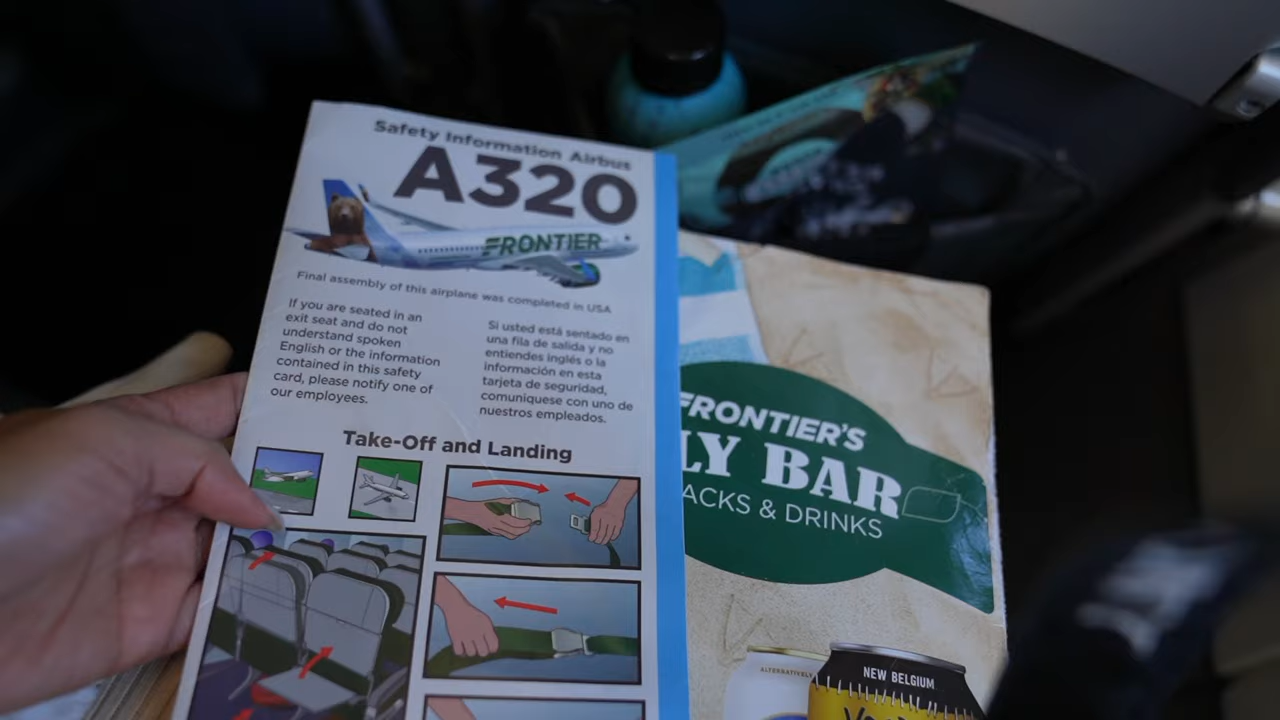 Safety Information Airbus
A320
FRONTIER
Final assembly of this airplane was completed in USA
If you are seated in an
exit seat and do not
understand spoken
English or the information
contained in this safety
card, please notify one of
our employees.
Si usted está sentado en
una fila de salida y no
entiendes inglés o la
información en esta
tarjeta de seguridad,
comuniquese con uno de
nuestros empleados.
Take-Off and Landing
FRONTIER'S
LY BAR
ACKS & DRINKS
ALTERNATIVELY
NEW BELGIUM